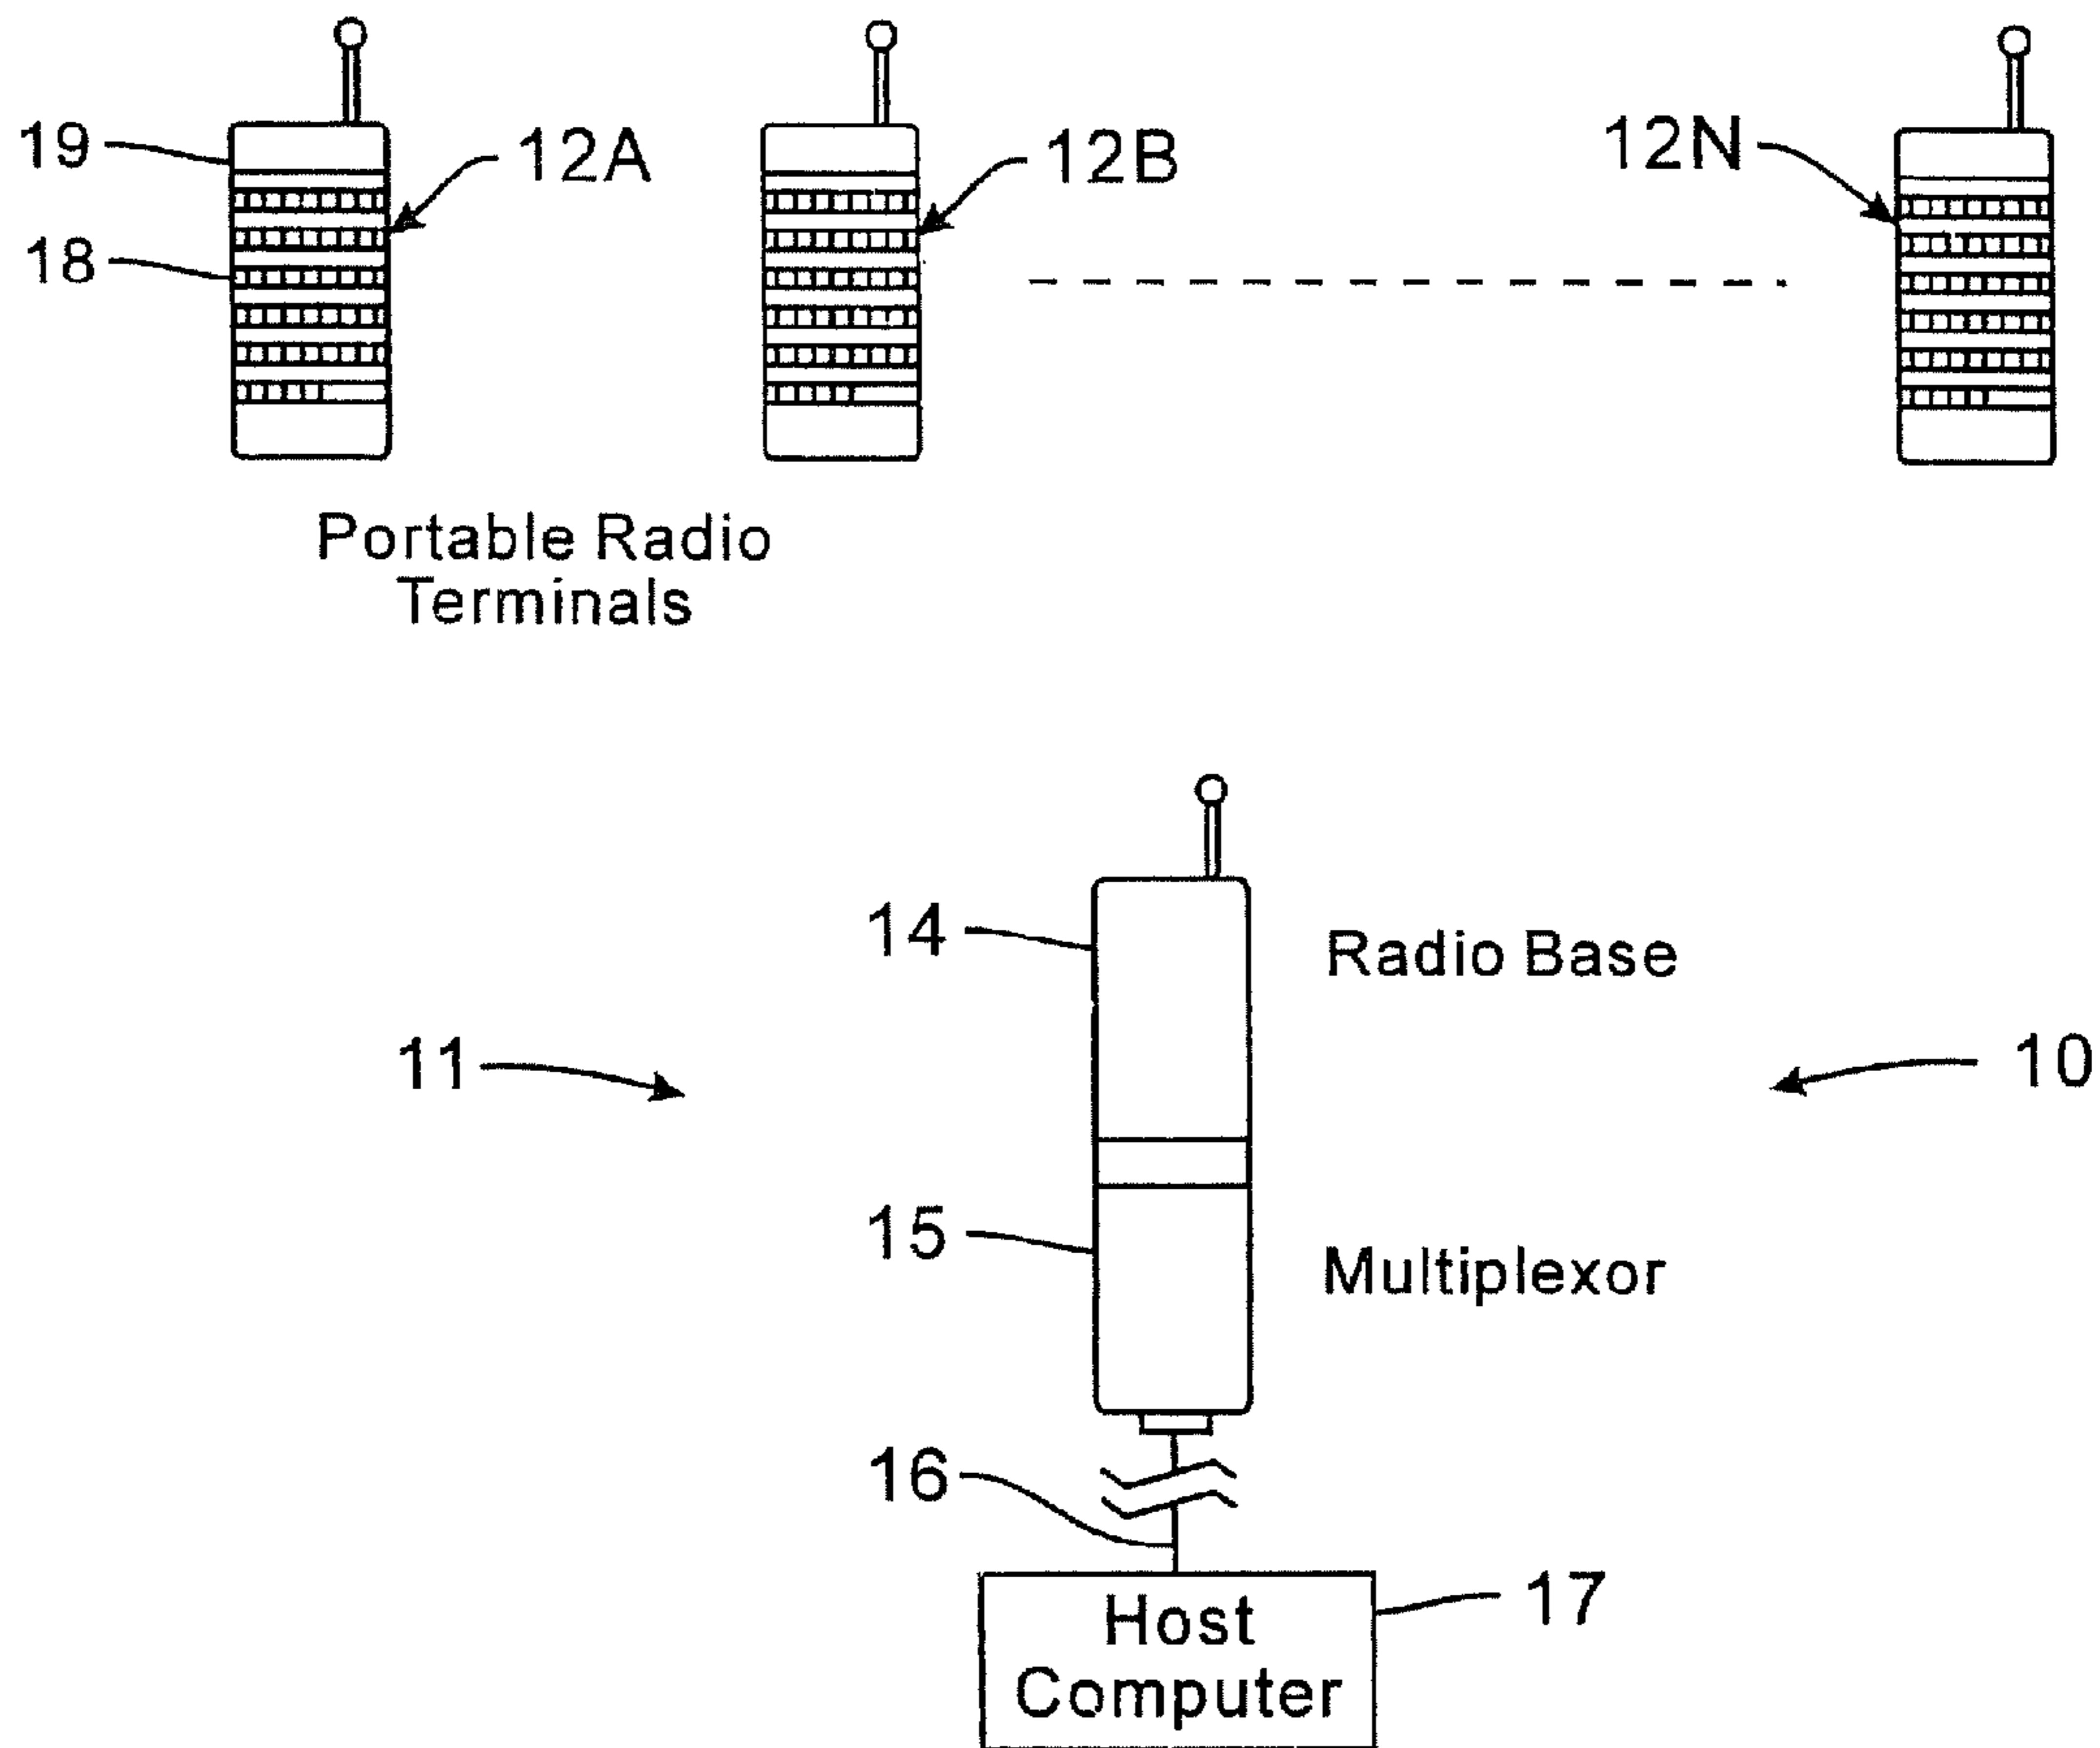 19
12A
12B
12N
18
Portable Radio
Terminals
14
Radio Base
11
10
15
Multiplexor
16
17
Host
Computer